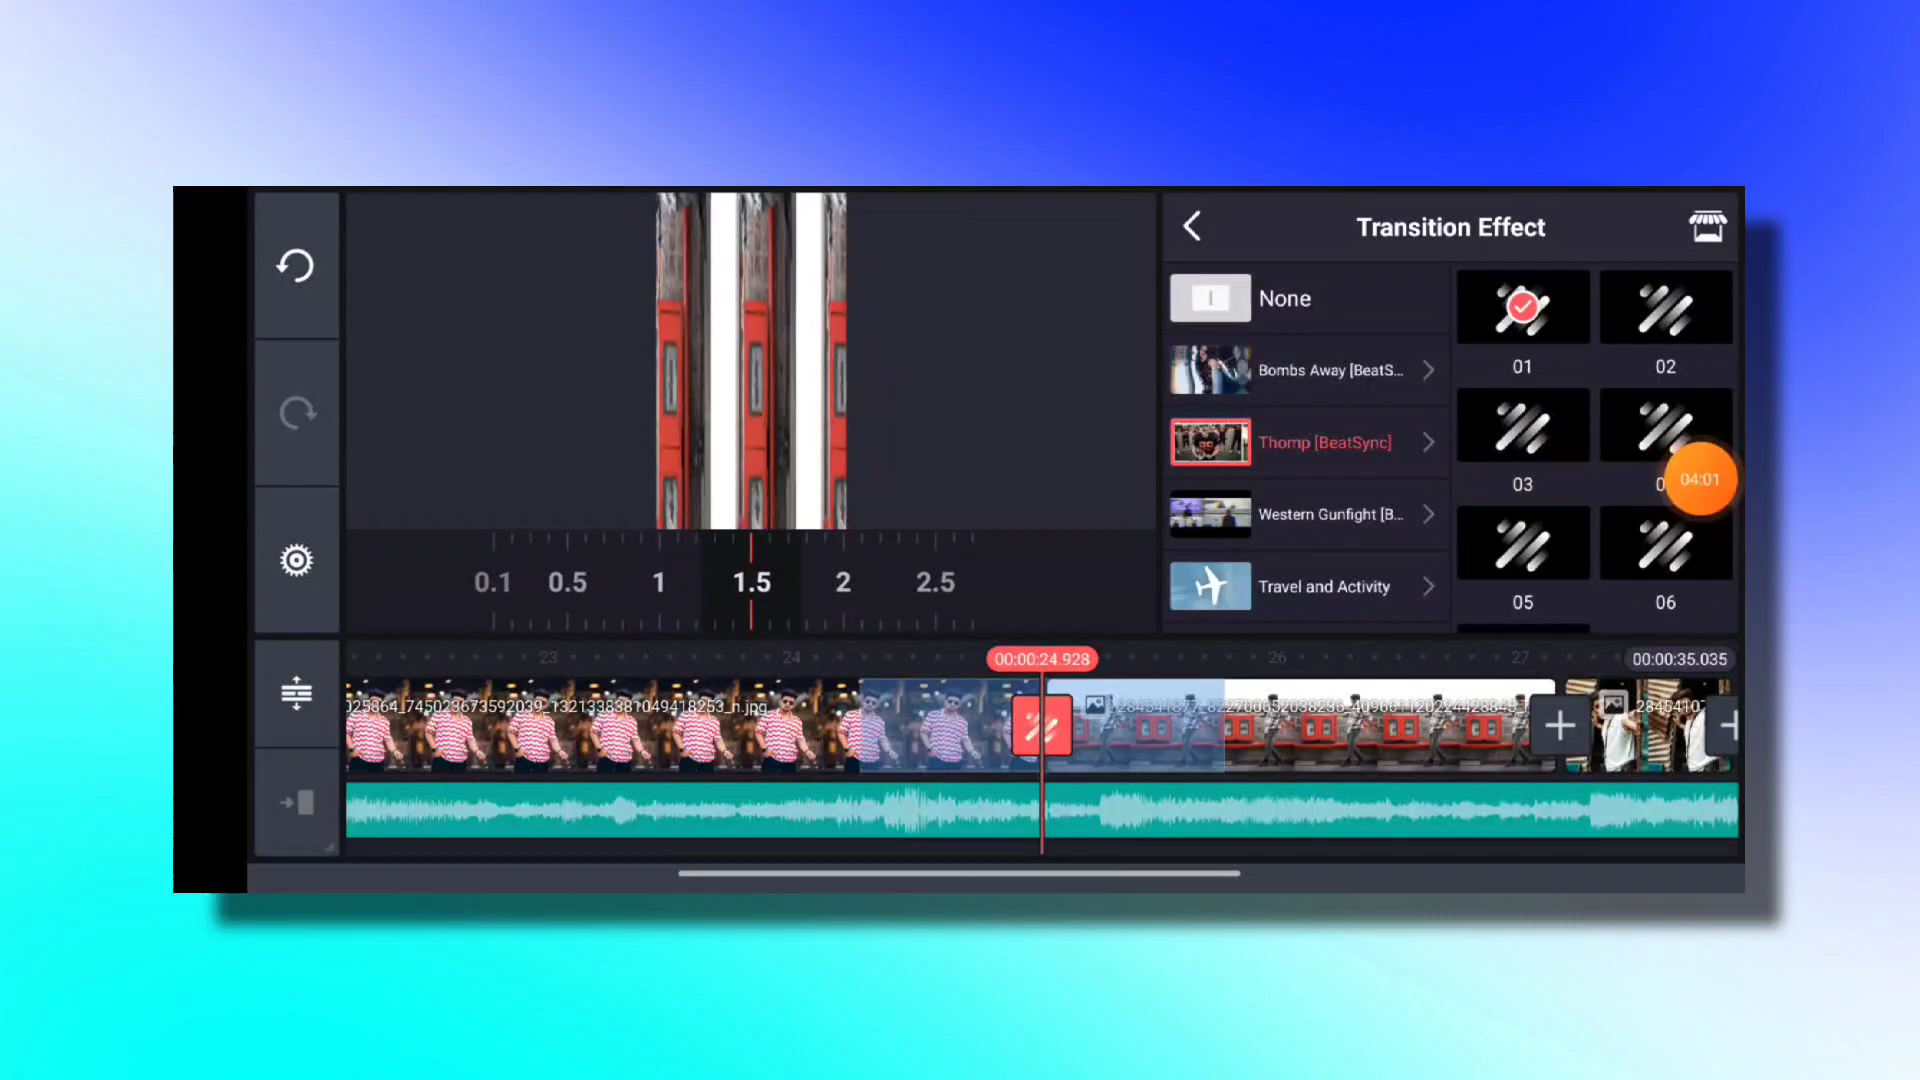 Transition Effect
None
01
02
Bombs Away [BeatS...
Thomp [BeatSync]
03
04:01
Western Gunfight [B...
0.1 0.5 1 1.5 2 2.5
Travel and Activity
05
06
23 24 00:00:24.928 26 27 00:00:35.035